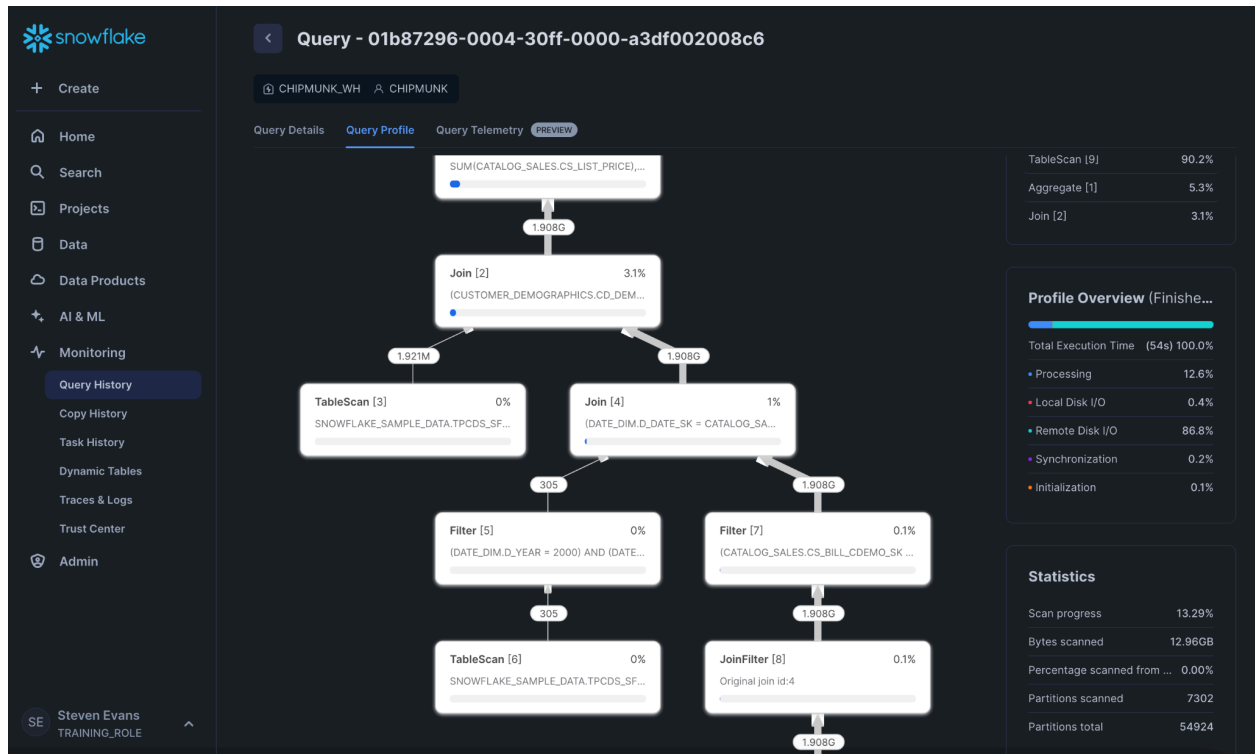 snowflake
Create
Home
Search
Projects
Data
Data Products
AI & ML
Monitoring
Query History
Copy History
Task History
Dynamic Tables
Traces & Logs
Trust Center
Admin
SE
Steven Evans
TRAINING_ROLE
Query - 01b87296-0004-30ff-0000-a3df002008c6
CHIPMUNK_WH CHIPMUNK
Query Details Query Profile Query Telemetry PREVIEW
SUM(CATALOG_SALES.CS_LIST_PRICE),...
1.908G
Join [2] 3.1%
(CUSTOMER_DEMOGRAPHICS.CD_DEM...
1.921M
1.908G
TableScan [3] 0%
SNOWFLAKE_SAMPLE_DATA.TPCDS_SF...
Join [4] 1%
(DATE_DIM.D_DATE_SK = CATALOG_SA...
305
1.908G
Filter [5] 0%
(DATE_DIM.D_YEAR = 2000) AND (DATE...
Filter [7] 0.1%
(CATALOG_SALES.CS_BILL_CDEMO_SK ...
305
1.908G
TableScan [6] 0%
SNOWFLAKE_SAMPLE_DATA.TPCDS_SF...
JoinFilter [8] 0.1%
Original join id:4
1.908G
TableScan [9] 90.2%
Aggregate [1] 5.3%
Join [2] 3.1%
Profile Overview (Finishe...
Total Execution Time (54s) 100.0%
Processing 12.6%
Local Disk I/O 0.4%
Remote Disk I/O 86.8%
Synchronization 0.2%
Initialization 0.1%
Statistics
Scan progress 13.29%
Bytes scanned 12.96GB
Percentage scanned from ... 0.00%
Partitions scanned 7302
Partitions total 54924